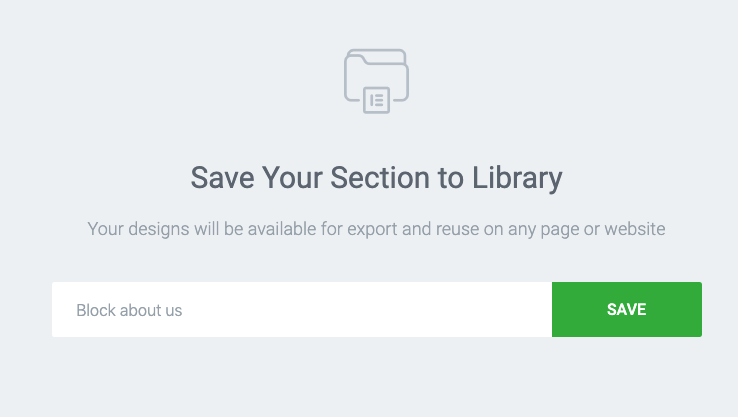 Save Your Section to Library
Your designs will be available for export and reuse on any page or website
Block about us
SAVE